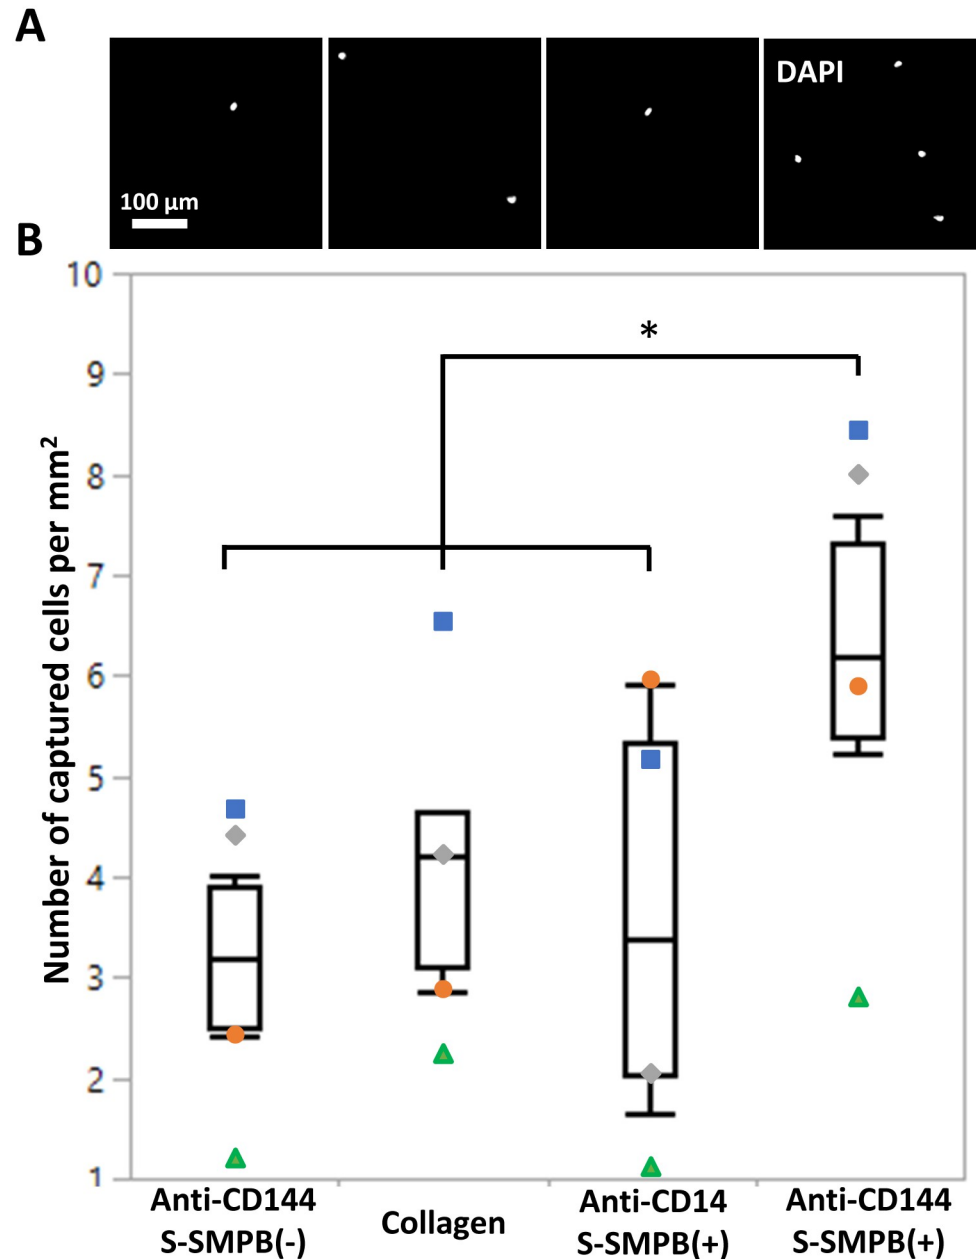 A
DAPI
100 µm
B
Number of captured cells per mm²
10
9
8
7
6
5
4
3
2
1
*
Anti-CD144
S-SMPB(-)
Collagen
Anti-CD14
S-SMPB(+)
Anti-CD144
S-SMPB(+)